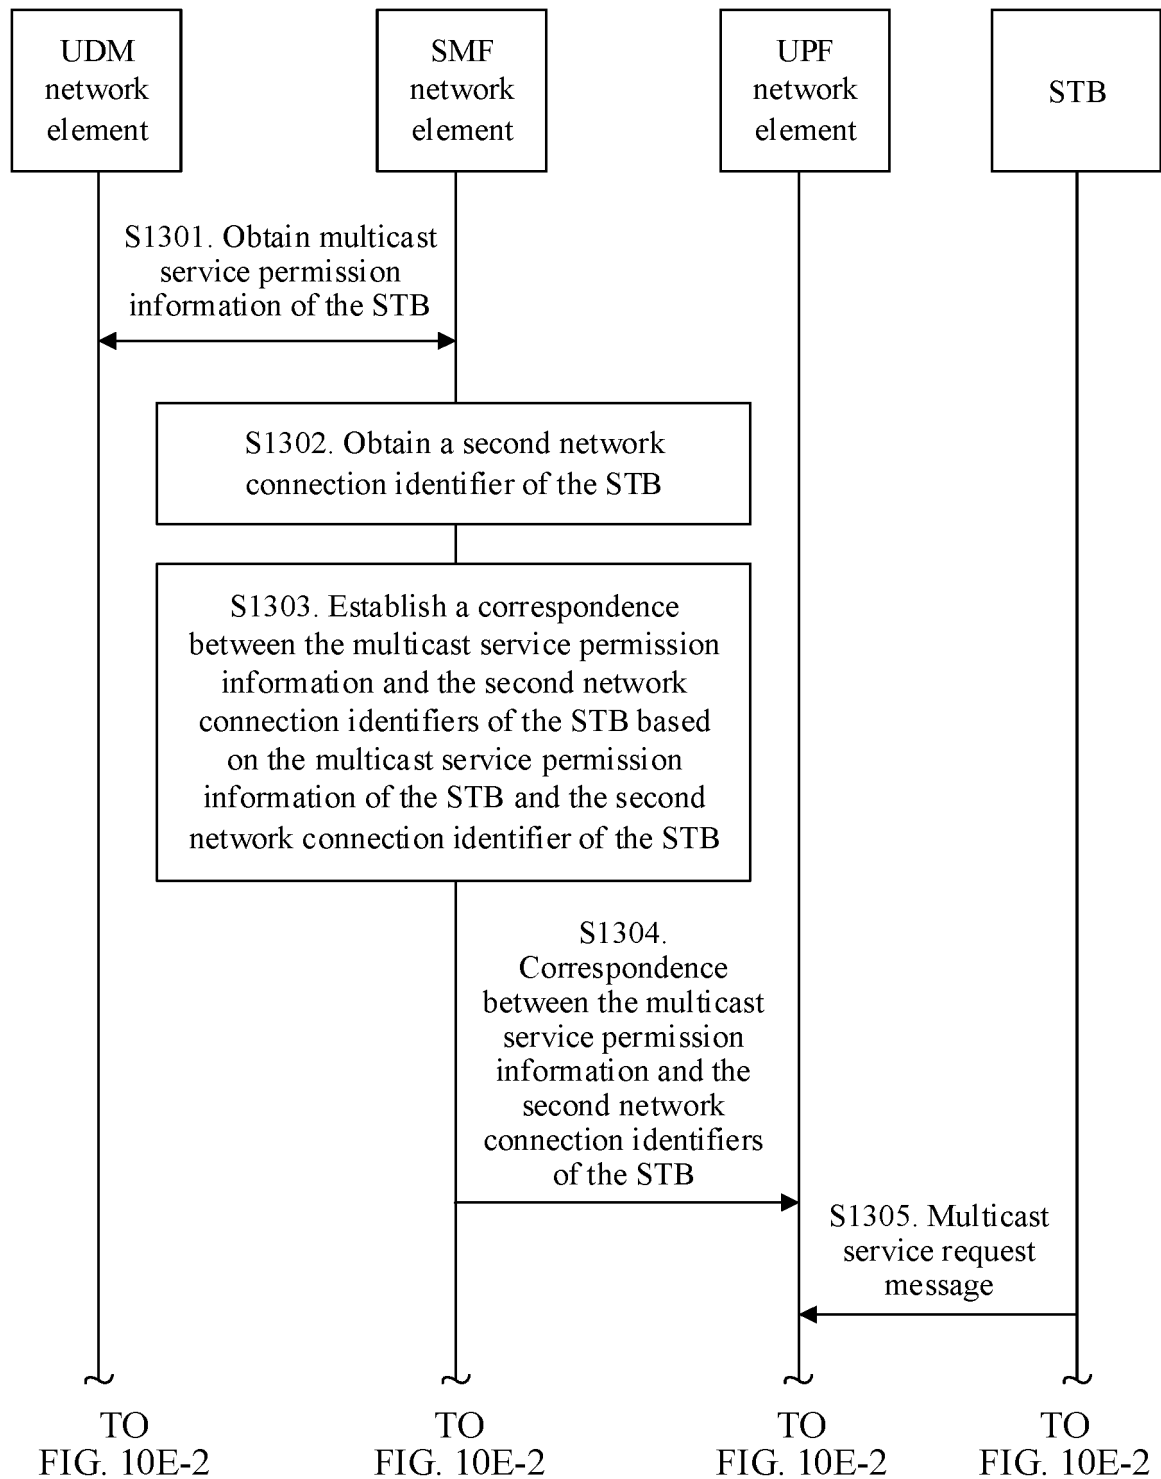 UDM
network
element
SMF
network
element
UPF
network
element
STB
S1301. Obtain multicast
service permission
information of the STB
S1302. Obtain a second network
connection identifier of the STB
S1303. Establish a correspondence
between the multicast service permission
information and the second network
connection identifiers of the STB based
on the multicast service permission
information of the STB and the second
network connection identifier of the STB
S1304.
Correspondence
between the multicast
service permission
information and the
second network
connection identifiers
of the STB
S1305. Multicast
service request
message
TO
FIG. 10E-2
TO
FIG. 10E-2
TO
FIG. 10E-2
TO
FIG. 10E-2